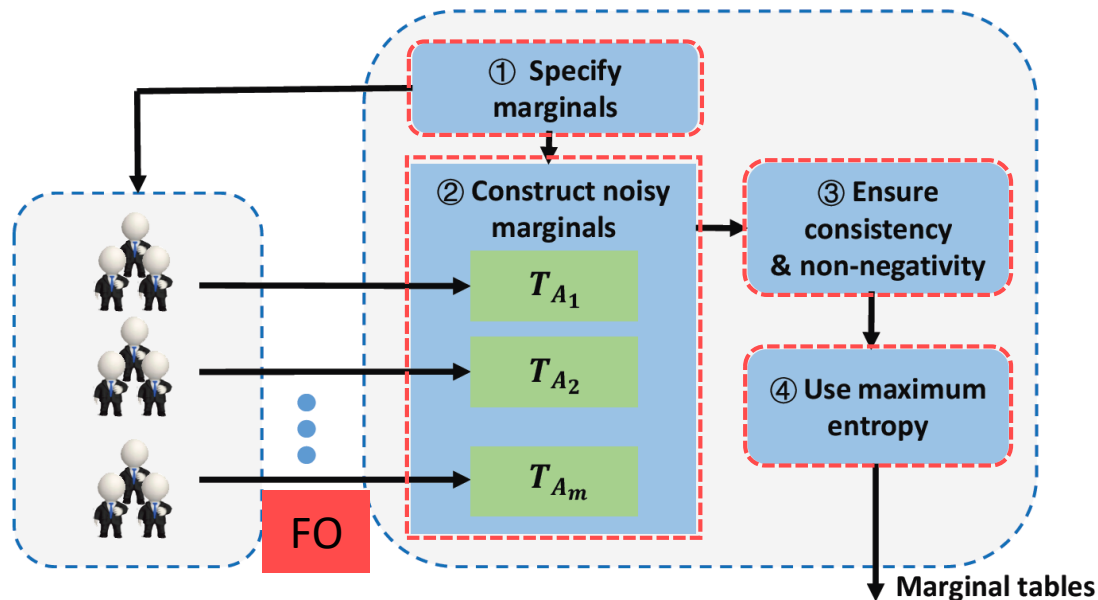 ① Specify
marginals
② Construct noisy
marginals
T_{A_1}
T_{A_2}
T_{A_m}
③ Ensure
consistency
& non-negativity
④ Use maximum
entropy
FO
Marginal tables